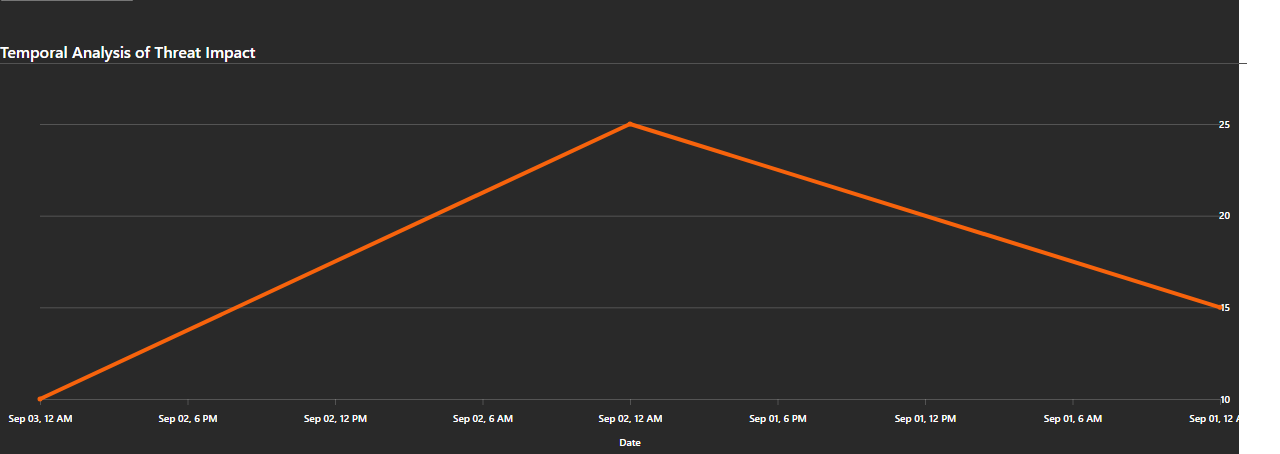 Temporal Analysis of Threat Impact
25
20
15
10
Sep 03, 12 AM Sep 02, 6 PM Sep 02, 12 PM Sep 02, 6 AM Sep 02, 12 AM Sep 01, 6 PM Sep 01, 12 PM Sep 01, 6 AM Sep 01, 12
Date